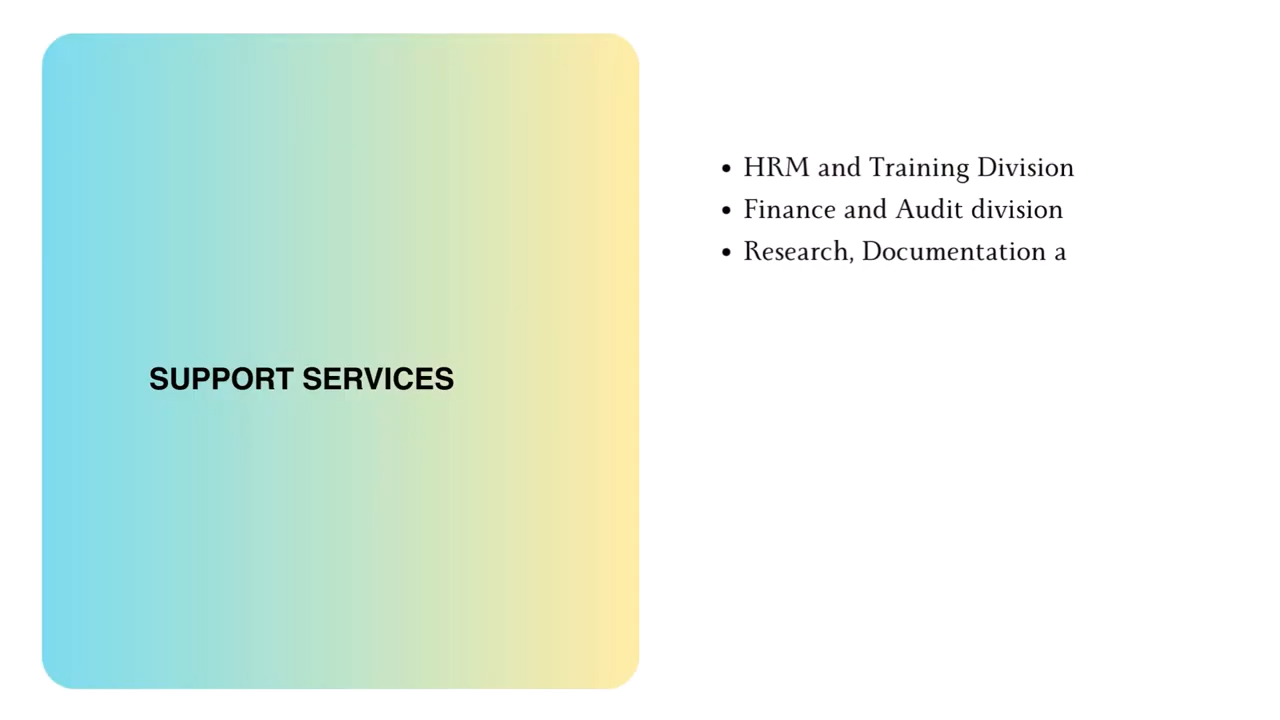 SUPPORT SERVICES
HRM and Training Division
Finance and Audit division
Research, Documentation a